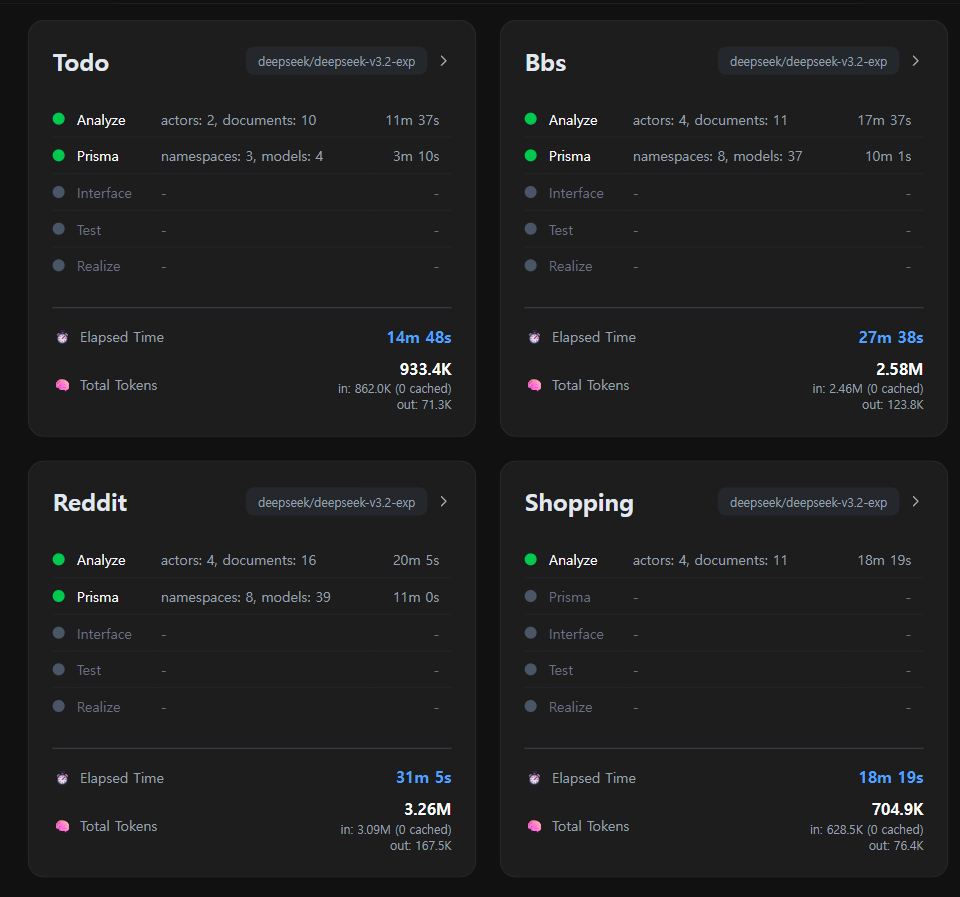 Todo deepseek/deepseek-v3.2-exp
Analyze actors: 2, documents: 10 11m 37s
Prisma namespaces: 3, models: 4 3m 10s
Interface - -
Test - -
Realize - -
Elapsed Time 14m 48s
Total Tokens 933.4K
in: 862.0K (0 cached)
out: 71.3K
Bbs deepseek/deepseek-v3.2-exp
Analyze actors: 4, documents: 11 17m 37s
Prisma namespaces: 8, models: 37 10m 1s
Interface - -
Test - -
Realize - -
Elapsed Time 27m 38s
Total Tokens 2.58M
in: 2.46M (0 cached)
out: 123.8K
Reddit deepseek/deepseek-v3.2-exp
Analyze actors: 4, documents: 16 20m 5s
Prisma namespaces: 8, models: 39 11m 0s
Interface - -
Test - -
Realize - -
Elapsed Time 31m 5s
Total Tokens 3.26M
in: 3.09M (0 cached)
out: 167.5K
Shopping deepseek/deepseek-v3.2-exp
Analyze actors: 4, documents: 11 18m 19s
Prisma - -
Interface - -
Test - -
Realize - -
Elapsed Time 18m 19s
Total Tokens 704.9K
in: 628.5K (0 cached)
out: 76.4K